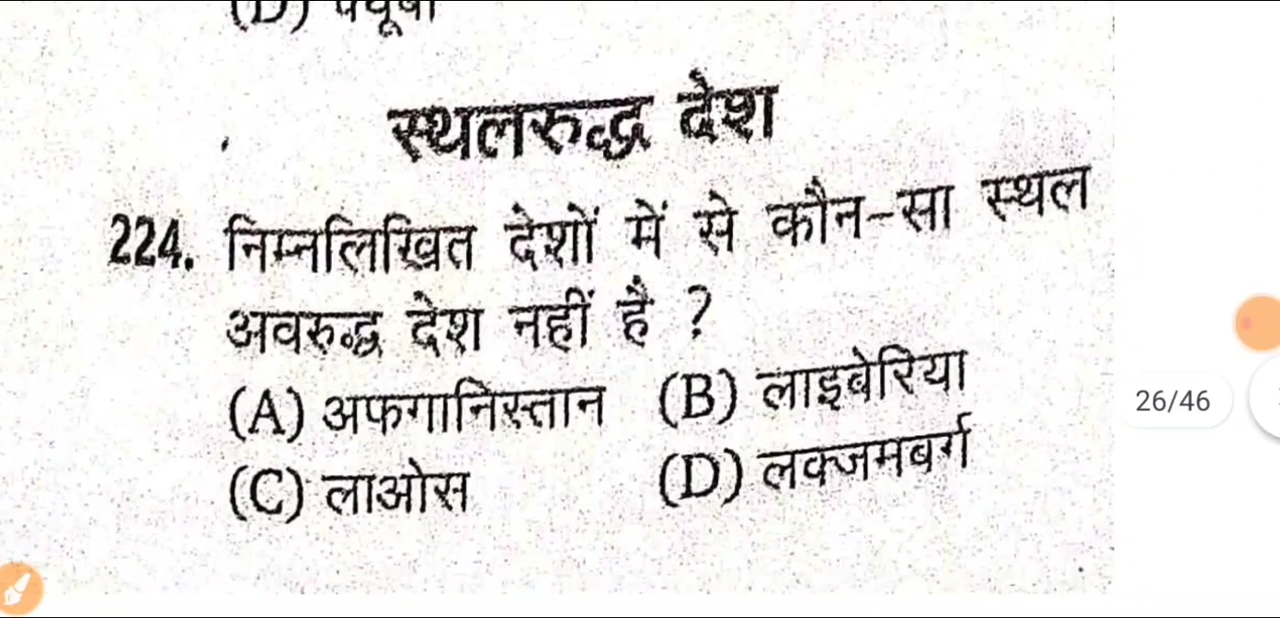 (D)
स्थलरुद्ध देश
224. निम्नलिखित देशों में से कौन-सा स्थल
अवरुद्ध देश नहीं है ?
(A) अफगानिस्तान (B) लाइबेरिया
(C) लाओस (D) लक्जमबर्ग
26/46